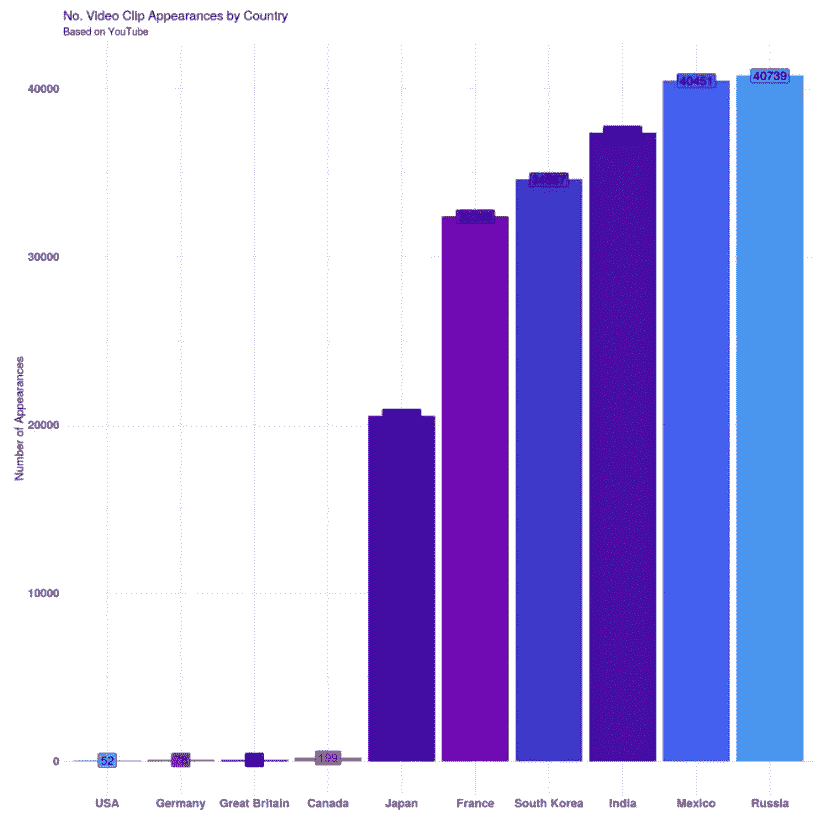 No. Video Clip Appearances by Country
Based on YouTube
Number of Appearances
40000
30000
20000
10000
0
40739
40451
52
USA Germany Great Britain Canada Japan France South Korea India Mexico Russia